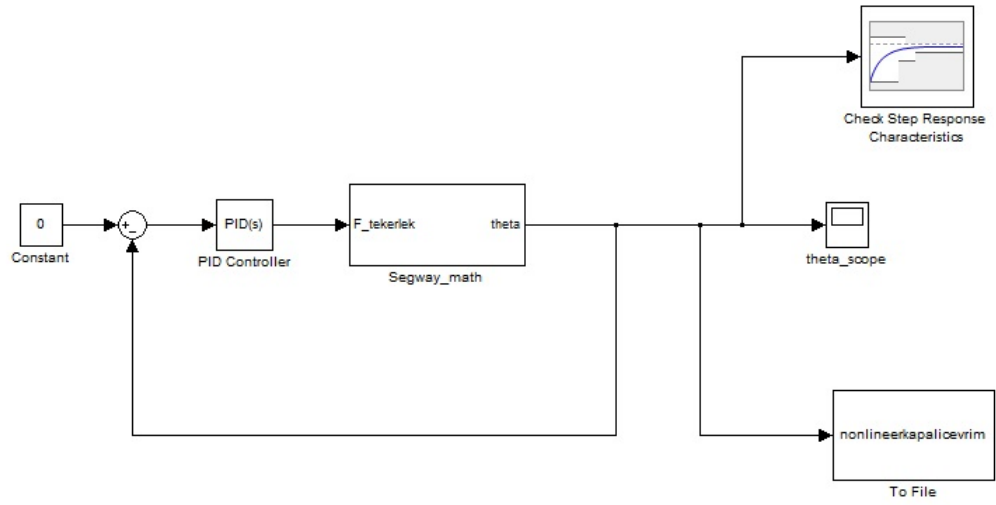 Check Step Response
Characteristics
0
Constant
+_
PID(s)
PID Controller
F_tekerlek
theta
Segway_math
theta_scope
nonlineerkapalicevrim
To File